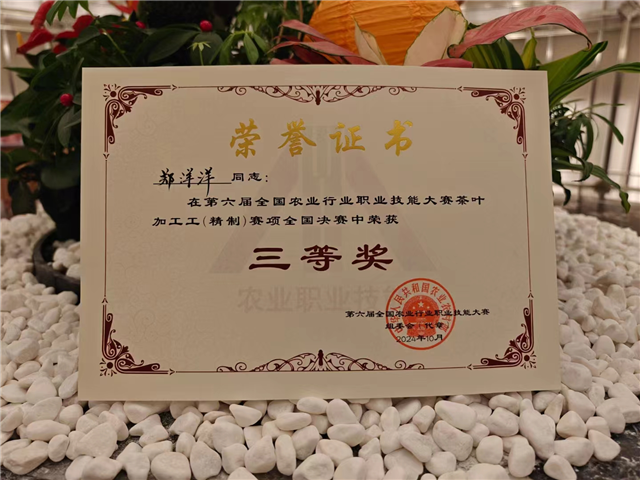 荣誉证书
郑洋洋 同志：
在第六届全国农业行业职业技能大赛茶叶
加工工(精制)赛项全国决赛中荣获
三等奖
农业职业技能
第六届全国农业行业职业技能大赛
组委会(代章)
2024年10月